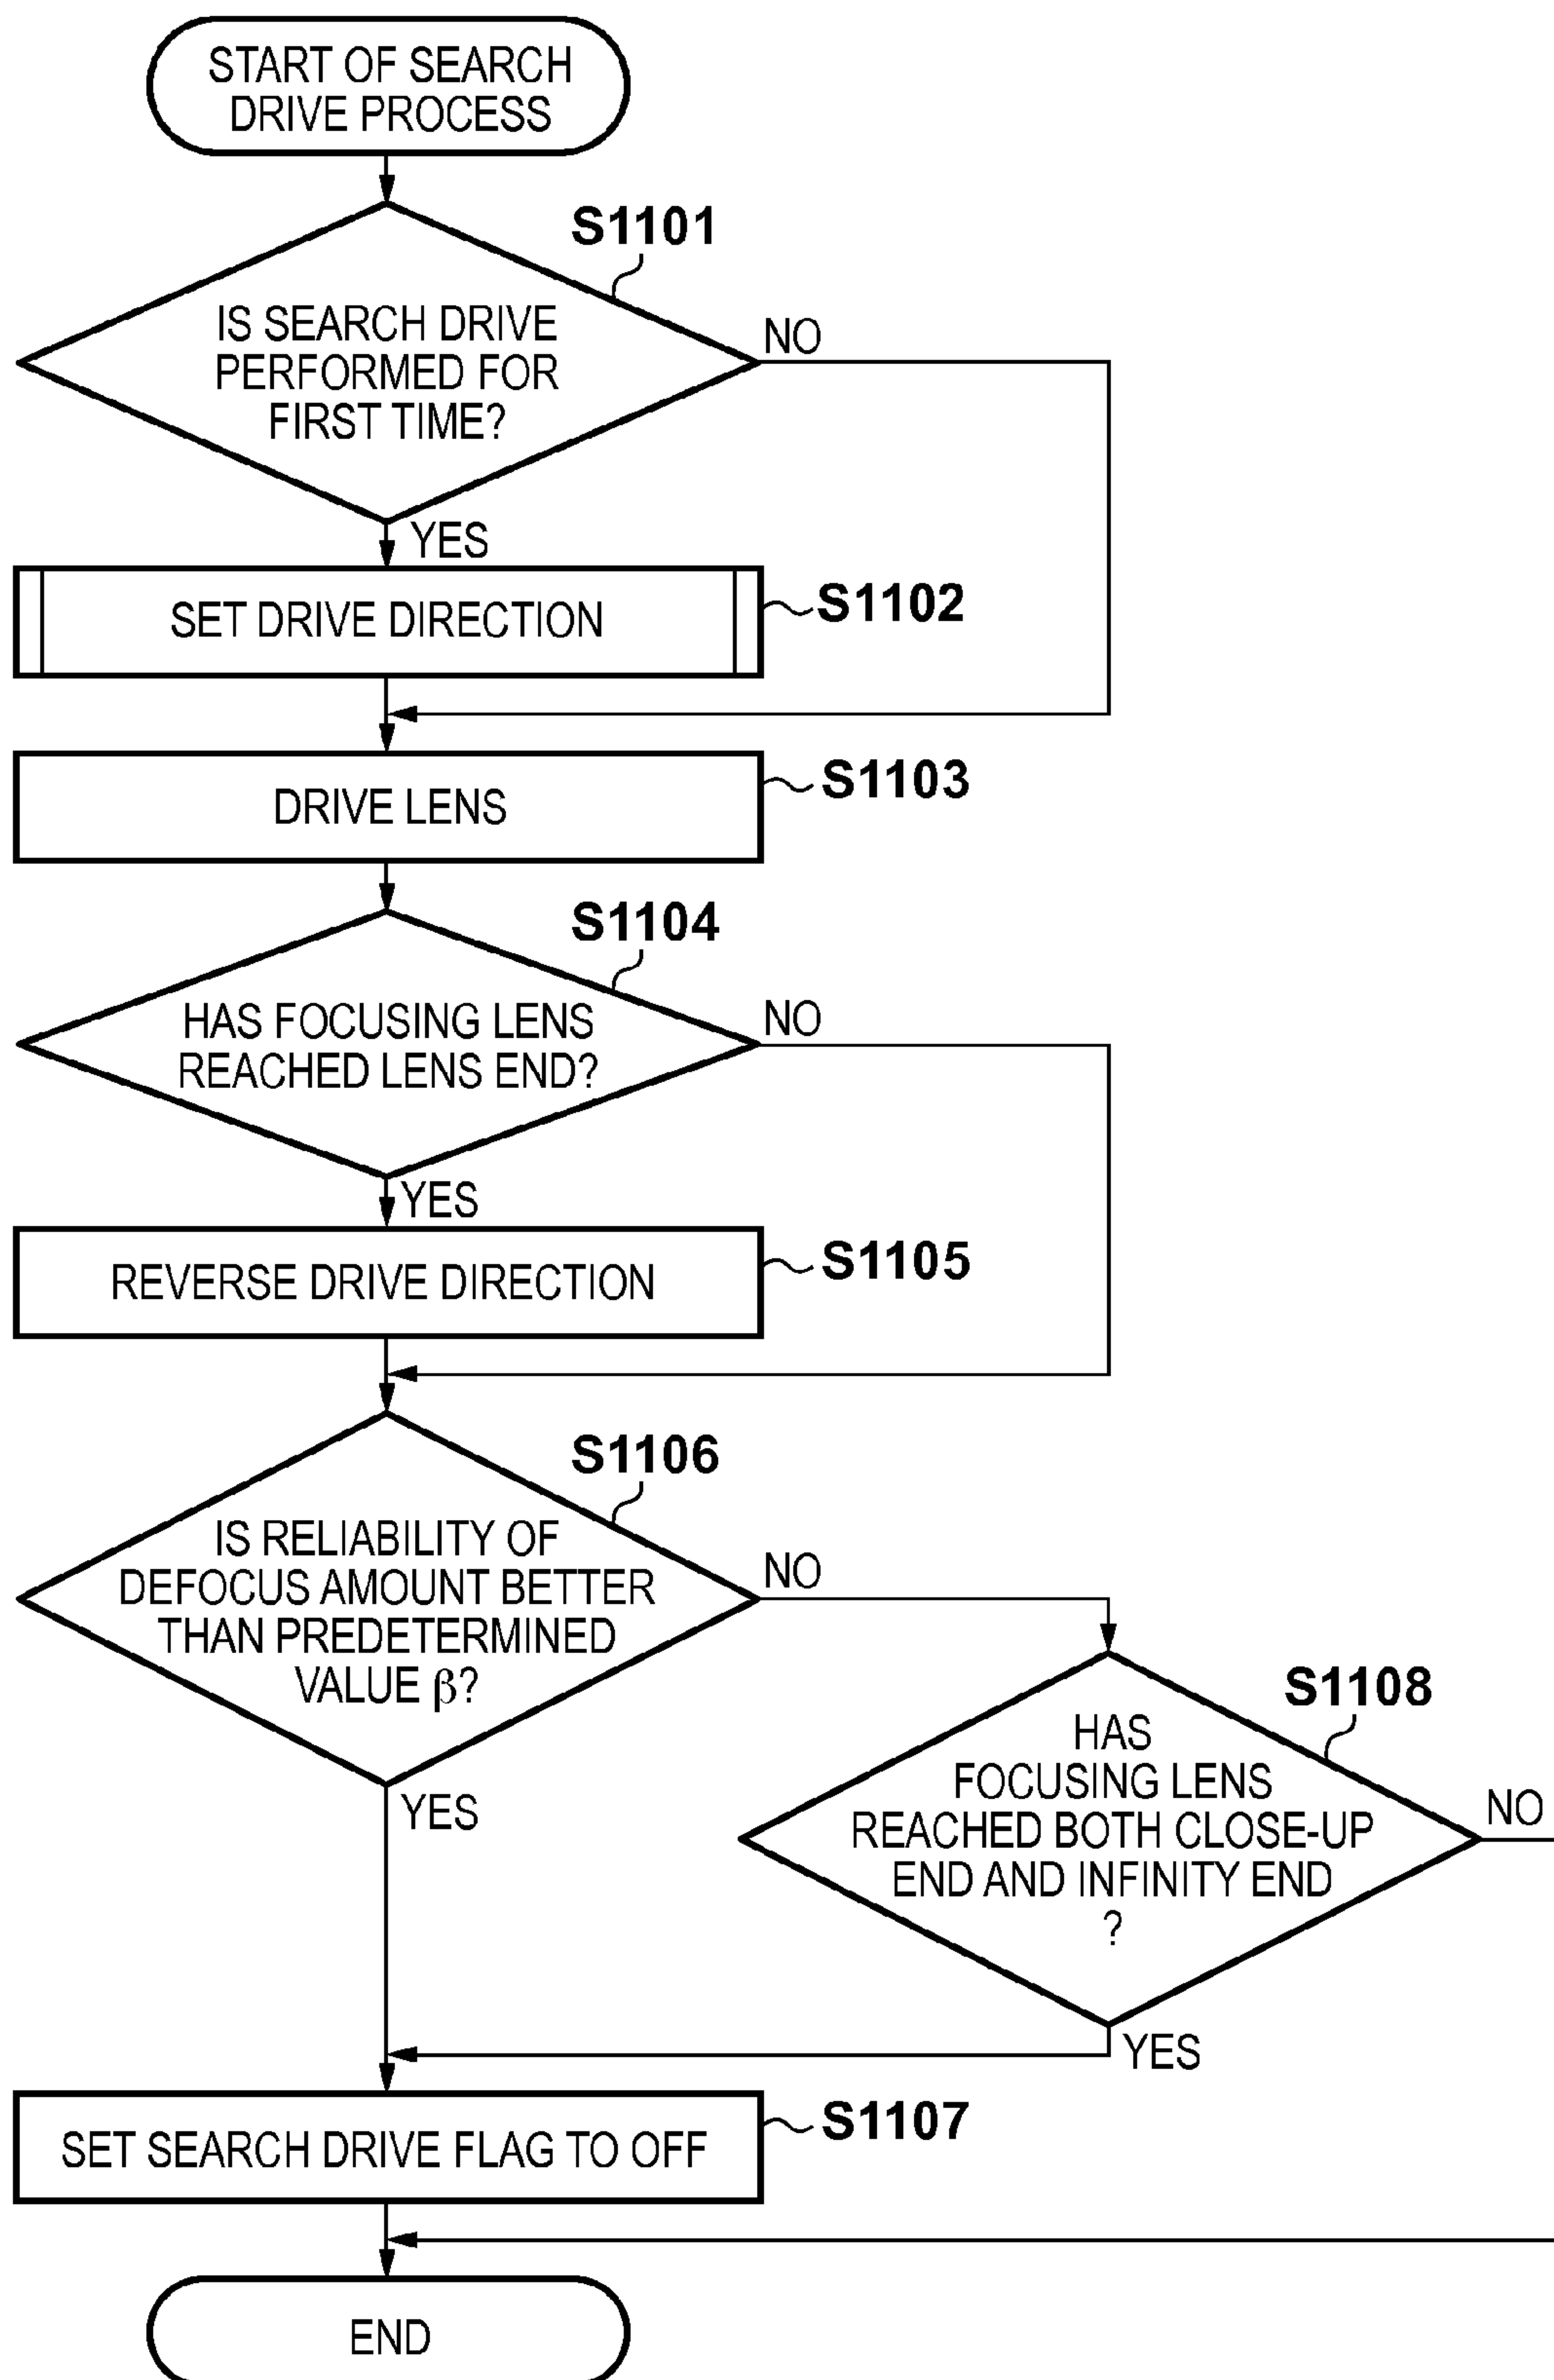 START OF SEARCH
DRIVE PROCESS
S1101
IS SEARCH DRIVE
PERFORMED FOR
FIRST TIME?
NO
YES
SET DRIVE DIRECTION
S1102
DRIVE LENS
S1103
S1104
HAS FOCUSING LENS
REACHED LENS END?
NO
YES
REVERSE DRIVE DIRECTION
S1105
S1106
IS RELIABILITY OF
DEFOCUS AMOUNT BETTER
THAN PREDETERMINED
VALUE β?
NO
YES
S1108
HAS
FOCUSING LENS
REACHED BOTH CLOSE-UP
END AND INFINITY END
?
NO
YES
SET SEARCH DRIVE FLAG TO OFF
S1107
END